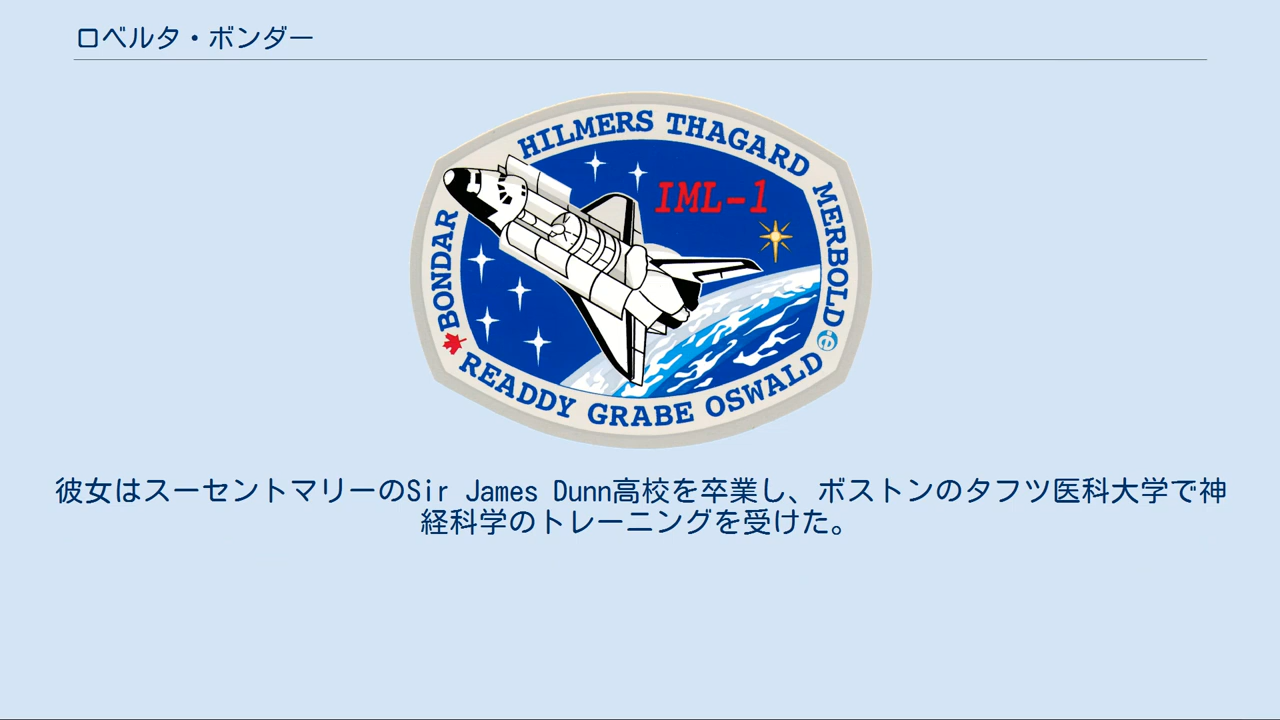 ロベルタ・ボンダー
HILMERS THAGARD MERBOLD
IML-1
BONDAR
READDY GRABE OSWALD
e
彼女はスーセントマリーのSir James Dunn高校を卒業し、ボストンのタフツ医科大学で神
経科学のトレーニングを受けた。